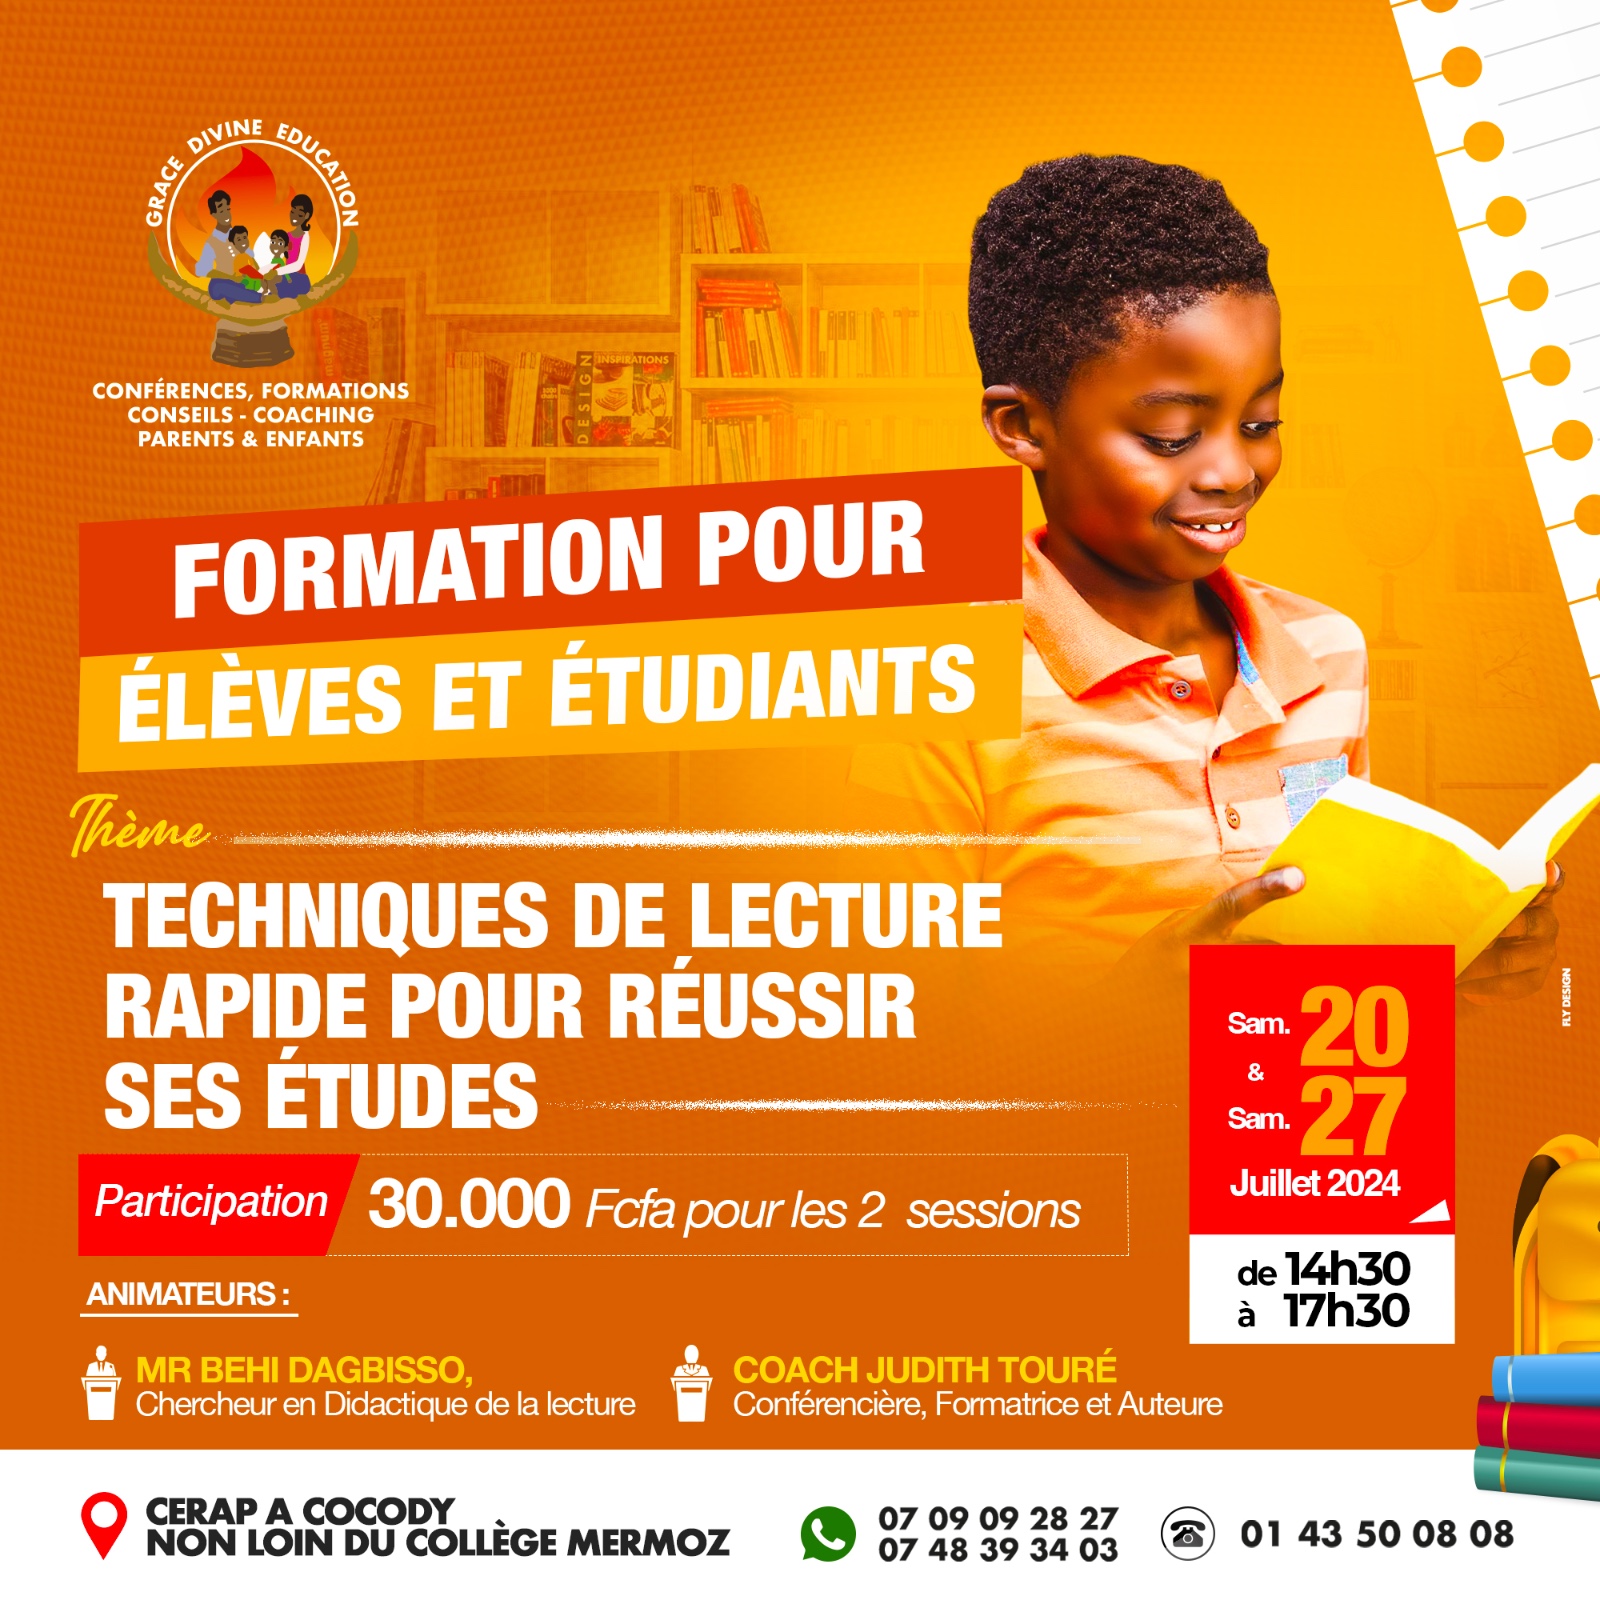 GRACE DIVINE EDUCATION
CONFÉRENCES, FORMATIONS
CONSEILS - COACHING
PARENTS & ENFANTS
DESIGN
INSPIRATIONS
FORMATION POUR
ÉLÈVES ET ÉTUDIANTS
Thème
TECHNIQUES DE LECTURE
RAPIDE POUR RÉUSSIR
SES ÉTUDES
Participation 30.000 Fcfa pour les 2 sessions
Sam. 20
&
Sam. 27
Juillet 2024
de 14h30
à 17h30
FLY DESIGN
ANIMATEURS :
MR BEHI DAGBISSO,
Chercheur en Didactique de la lecture
COACH JUDITH TOURÉ
Conférencière, Formatrice et Auteure
CERAP A COCODY
NON LOIN DU COLLÈGE MERMOZ
07 09 09 28 27
07 48 39 34 03
01 43 50 08 08